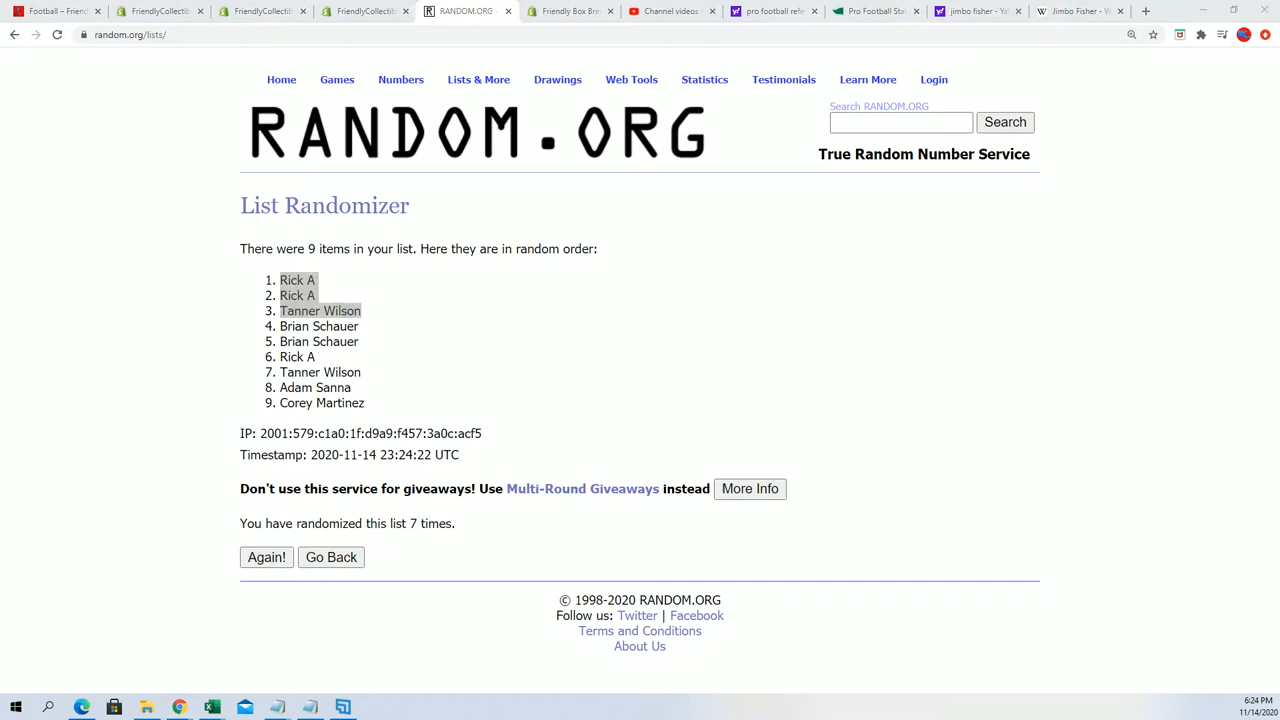 Football – Friend
FriendlyCollectib
FriendlyCollectib
FriendlyCollectib
RANDOM.ORG -
Friendly Box Bre
Channel videos -
pro football refe
Pro Football Sta
jimbo fisher - Ya
Jimbo Fisher - W
random.org/lists/
Home Games Numbers Lists & More Drawings Web Tools Statistics Testimonials Learn More Login
RANDOM.ORG
Search RANDOM.ORG
Search
True Random Number Service
List Randomizer
There were 9 items in your list. Here they are in random order:
1. Rick A
2. Rick A
3. Tanner Wilson
4. Brian Schauer
5. Brian Schauer
6. Rick A
7. Tanner Wilson
8. Adam Sanna
9. Corey Martinez
IP: 2001:579:c1a0:1f:d9a9:f457:3a0c:acf5
Timestamp: 2020-11-14 23:24:22 UTC
Don't use this service for giveaways! Use Multi-Round Giveaways instead More Info
You have randomized this list 7 times.
Again! Go Back
© 1998-2020 RANDOM.ORG
Follow us: Twitter | Facebook
Terms and Conditions
About Us
6:24 PM
11/14/2020